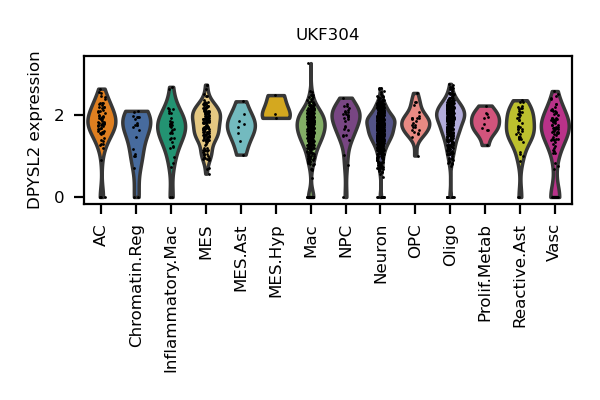 UKF304
DPYSL2 expression
2
0
AC
Chromatin.Reg
Inflammatory.Mac
MES
MES.Ast
MES.Hyp
Mac
NPC
Neuron
OPC
Oligo
Prolif.Metab
Reactive.Ast
Vasc